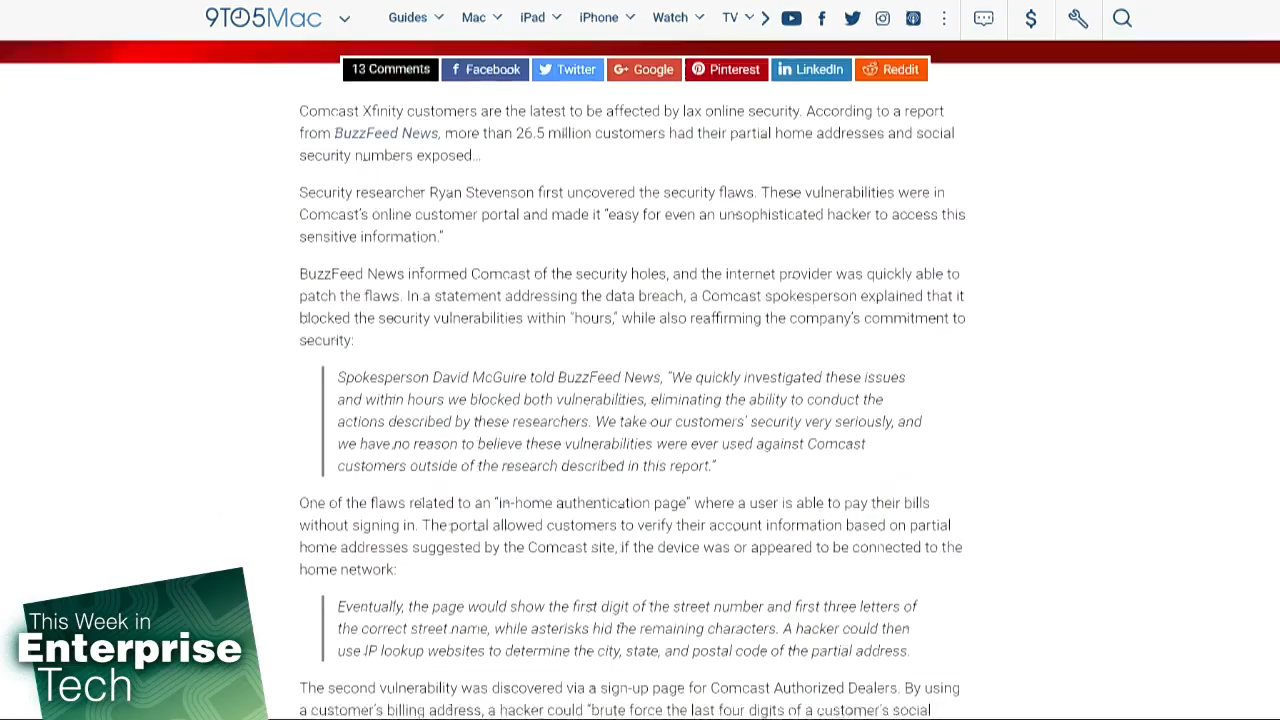 9TO5Mac Guides Mac iPad iPhone Watch TV
13 Comments Facebook Twitter G+ Google Pinterest in LinkedIn Reddit
Comcast Xfinity customers are the latest to be affected by lax online security. According to a report
from BuzzFeed News, more than 26.5 million customers had their partial home addresses and social
security numbers exposed…
Security researcher Ryan Stevenson first uncovered the security flaws. These vulnerabilities were in
Comcast's online customer portal and made it “easy for even an unsophisticated hacker to access this
sensitive information.”
BuzzFeed News informed Comcast of the security holes, and the internet provider was quickly able to
patch the flaws. In a statement addressing the data breach, a Comcast spokesperson explained that it
blocked the security vulnerabilities within “hours,” while also reaffirming the company's commitment to
security:
Spokesperson David McGuire told BuzzFeed News, “We quickly investigated these issues
and within hours we blocked both vulnerabilities, eliminating the ability to conduct the
actions described by these researchers. We take our customers' security very seriously, and
we have no reason to believe these vulnerabilities were ever used against Comcast
customers outside of the research described in this report.”
One of the flaws related to an “in-home authentication page” where a user is able to pay their bills
without signing in. The portal allowed customers to verify their account information based on partial
home addresses suggested by the Comcast site, if the device was or appeared to be connected to the
home network:
Eventually, the page would show the first digit of the street number and first three letters of
the correct street name, while asterisks hid the remaining characters. A hacker could then
use IP lookup websites to determine the city, state, and postal code of the partial address.
The second vulnerability was discovered via a sign-up page for Comcast Authorized Dealers. By using
a customer's billing address, a hacker could “brute force the last four digits of a customer's social
This Week in
Enterprise
Tech